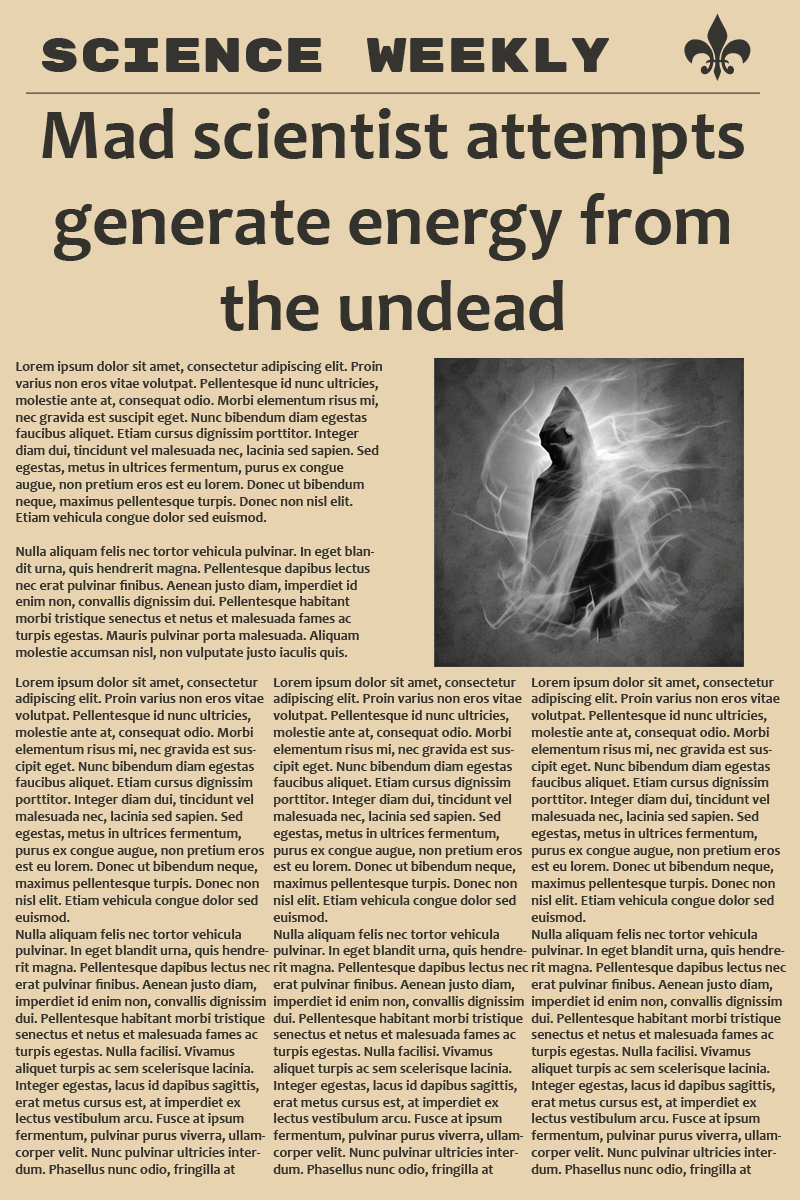 SCIENCE WEEKLY
Mad scientist attempts
generate energy from
the undead
Lorem ipsum dolor sit amet, consectetur adipiscing elit. Proin
varius non eros vitae volutpat. Pellentesque id nunc ultricies,
molestie ante at, consequat odio. Morbi elementum risus mi,
nec gravida est suscipit eget. Nunc bibendum diam egestas
faucibus aliquet. Etiam cursus dignissim porttitor. Integer
diam dui, tincidunt vel malesuada nec, lacinia sed sapien. Sed
egestas, metus in ultrices fermentum, purus ex congue
augue, non pretium eros est eu lorem. Donec ut bibendum
neque, maximus pellentesque turpis. Donec non nisl elit.
Etiam vehicula congue dolor sed euismod.
Nulla aliquam felis nec tortor vehicula pulvinar. In eget blan-
dit urna, quis hendrerit magna. Pellentesque dapibus lectus
nec erat pulvinar finibus. Aenean justo diam, imperdiet id
enim non, convallis dignissim dui. Pellentesque habitant
morbi tristique senectus et netus et malesuada fames ac
turpis egestas. Mauris pulvinar porta malesuada. Aliquam
molestie accumsan nisl, non vulputate justo iaculis quis.
Lorem ipsum dolor sit amet, consectetur
adipiscing elit. Proin varius non eros vitae
volutpat. Pellentesque id nunc ultricies,
molestie ante at, consequat odio. Morbi
elementum risus mi, nec gravida est sus-
cipit eget. Nunc bibendum diam egestas
faucibus aliquet. Etiam cursus dignissim
porttitor. Integer diam dui, tincidunt vel
malesuada nec, lacinia sed sapien. Sed
egestas, metus in ultrices fermentum,
purus ex congue augue, non pretium eros
est eu lorem. Donec ut bibendum neque,
maximus pellentesque turpis. Donec non
nisl elit. Etiam vehicula congue dolor sed
euismod.
Nulla aliquam felis nec tortor vehicula
pulvinar. In eget blandit urna, quis hendre-
rit magna. Pellentesque dapibus lectus nec
erat pulvinar finibus. Aenean justo diam,
imperdiet id enim non, convallis dignissim
dui. Pellentesque habitant morbi tristique
senectus et netus et malesuada fames ac
turpis egestas. Nulla facilisi. Vivamus
aliquet turpis ac sem scelerisque lacinia.
Integer egestas, lacus id dapibus sagittis,
erat metus cursus est, at imperdiet ex
lectus vestibulum arcu. Fusce at ipsum
fermentum, pulvinar purus viverra, ullam-
corper velit. Nunc pulvinar ultricies inter-
dum. Phasellus nunc odio, fringilla at
Lorem ipsum dolor sit amet, consectetur
adipiscing elit. Proin varius non eros vitae
volutpat. Pellentesque id nunc ultricies,
molestie ante at, consequat odio. Morbi
elementum risus mi, nec gravida est sus-
cipit eget. Nunc bibendum diam egestas
faucibus aliquet. Etiam cursus dignissim
porttitor. Integer diam dui, tincidunt vel
malesuada nec, lacinia sed sapien. Sed
egestas, metus in ultrices fermentum,
purus ex congue augue, non pretium eros
est eu lorem. Donec ut bibendum neque,
maximus pellentesque turpis. Donec non
nisl elit. Etiam vehicula congue dolor sed
euismod.
Nulla aliquam felis nec tortor vehicula
pulvinar. In eget blandit urna, quis hendre-
rit magna. Pellentesque dapibus lectus nec
erat pulvinar finibus. Aenean justo diam,
imperdiet id enim non, convallis dignissim
dui. Pellentesque habitant morbi tristique
senectus et netus et malesuada fames ac
turpis egestas. Nulla facilisi. Vivamus
aliquet turpis ac sem scelerisque lacinia.
Integer egestas, lacus id dapibus sagittis,
erat metus cursus est, at imperdiet ex
lectus vestibulum arcu. Fusce at ipsum
fermentum, pulvinar purus viverra, ullam-
corper velit. Nunc pulvinar ultricies inter-
dum. Phasellus nunc odio, fringilla at
Lorem ipsum dolor sit amet, consectetur
adipiscing elit. Proin varius non eros vitae
volutpat. Pellentesque id nunc ultricies,
molestie ante at, consequat odio. Morbi
elementum risus mi, nec gravida est sus-
cipit eget. Nunc bibendum diam egestas
faucibus aliquet. Etiam cursus dignissim
porttitor. Integer diam dui, tincidunt vel
malesuada nec, lacinia sed sapien. Sed
egestas, metus in ultrices fermentum,
purus ex congue augue, non pretium eros
est eu lorem. Donec ut bibendum neque,
maximus pellentesque turpis. Donec non
nisl elit. Etiam vehicula congue dolor sed
euismod.
Nulla aliquam felis nec tortor vehicula
pulvinar. In eget blandit urna, quis hendre-
rit magna. Pellentesque dapibus lectus nec
erat pulvinar finibus. Aenean justo diam,
imperdiet id enim non, convallis dignissim
dui. Pellentesque habitant morbi tristique
senectus et netus et malesuada fames ac
turpis egestas. Nulla facilisi. Vivamus
aliquet turpis ac sem scelerisque lacinia.
Integer egestas, lacus id dapibus sagittis,
erat metus cursus est, at imperdiet ex
lectus vestibulum arcu. Fusce at ipsum
fermentum, pulvinar purus viverra, ullam-
corper velit. Nunc pulvinar ultricies inter-
dum. Phasellus nunc odio, fringilla at